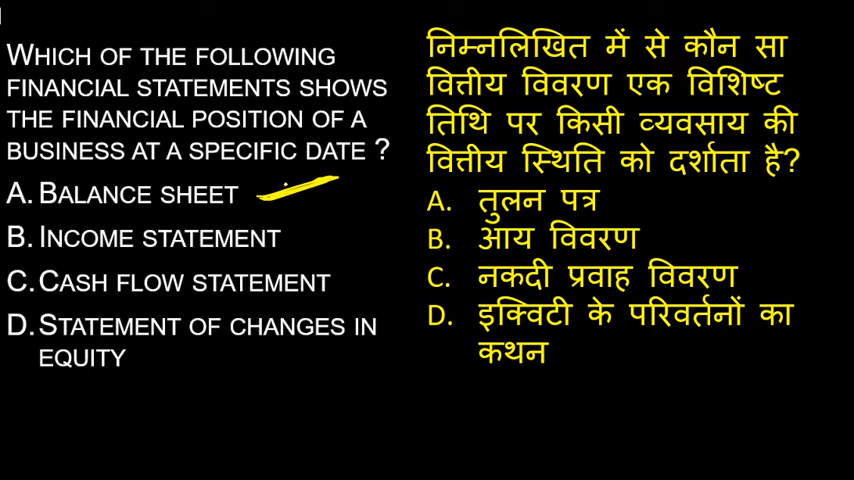 WHICH OF THE FOLLOWING
FINANCIAL STATEMENTS SHOWS
THE FINANCIAL POSITION OF A
BUSINESS AT A SPECIFIC DATE ?
A. BALANCE SHEET
B. INCOME STATEMENT
C. CASH FLOW STATEMENT
D. STATEMENT OF CHANGES IN
EQUITY
निम्नलिखित में से कौन सा
वित्तीय विवरण एक विशिष्ट
तिथि पर किसी व्यवसाय की
वित्तीय स्थिति को दर्शाता है?
A. तुलन पत्र
B. आय विवरण
C. नकदी प्रवाह विवरण
D. इक्विटी के परिवर्तनों का
कथन